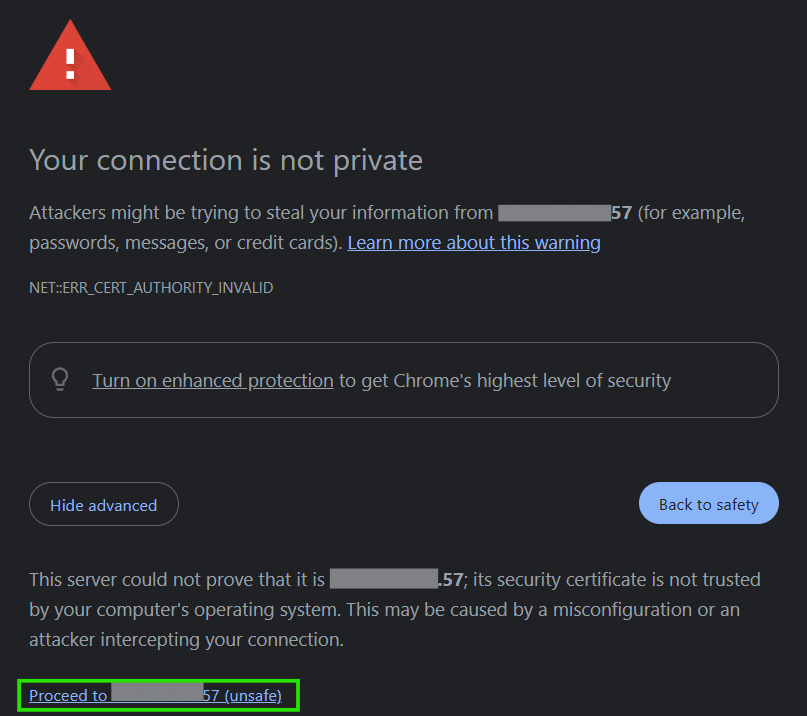 Your connection is not private
Attackers might be trying to steal your information from 57 (for example,
passwords, messages, or credit cards). Learn more about this warning
NET::ERR_CERT_AUTHORITY_INVALID
Turn on enhanced protection to get Chrome's highest level of security
Hide advanced
Back to safety
This server could not prove that it is .57; its security certificate is not trusted
by your computer's operating system. This may be caused by a misconfiguration or an
attacker intercepting your connection.
Proceed to 57 (unsafe)